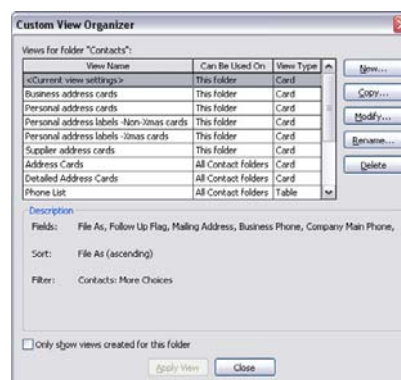 Custom View Organizer
Views for folder "Contacts":
View Name Can Be Used On View Type
<Current view settings> This folder Card
Business address cards This folder Card
Personal address cards This folder Card
Personal address labels -Non-Xmas cards This folder Card
Personal address labels -Xmas cards This folder Card
Supplier address cards This folder Card
Address Cards All Contact folders Card
Detailed Address Cards All Contact folders Card
Phone List All Contact folders Table
New...
Copy...
Modify...
Rename...
Delete
Description
Fields: File As, Follow Up Flag, Mailing Address, Business Phone, Company Main Phone,
Sort: File As (ascending)
Filter: Contacts: More Choices
Only show views created for this folder
Apply View Close